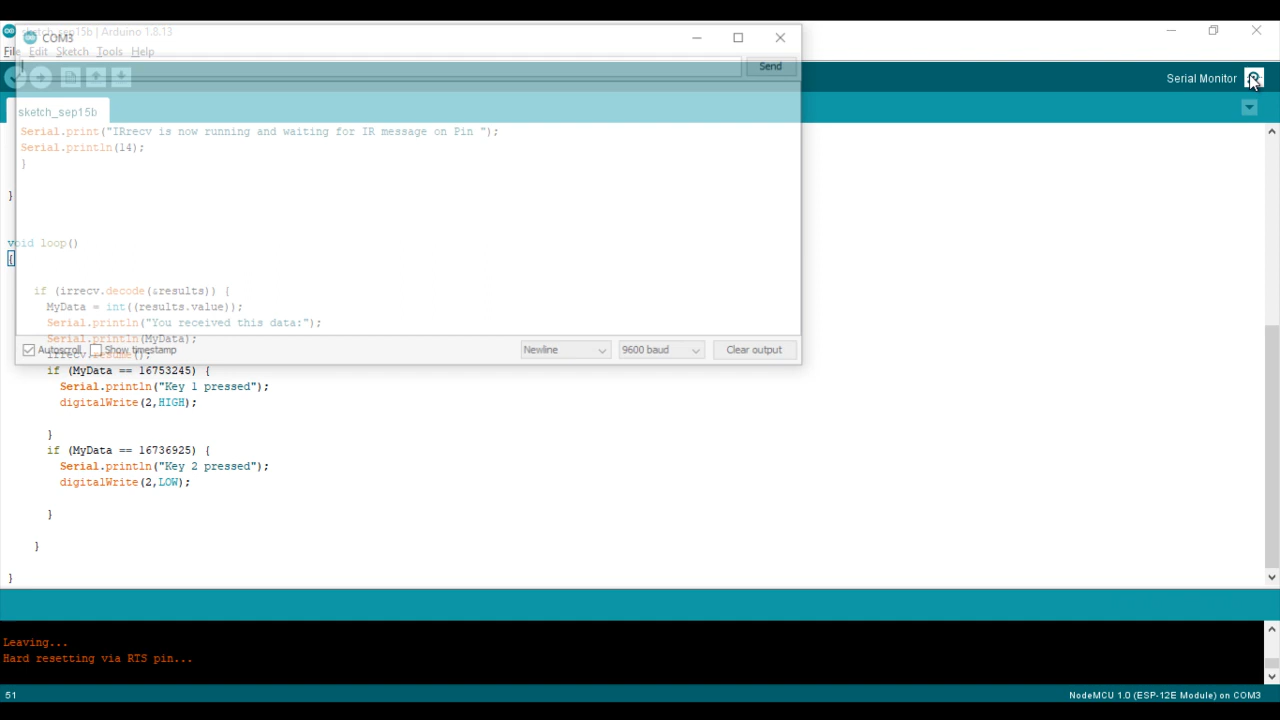 sketch_sep15b | Arduino 1.8.13
COM3
File Edit Sketch Tools Help
Send
Serial Monitor
sketch_sep15b
Serial.print("IRrecv is now running and waiting for IR message on Pin ");
Serial.println(14);
}
}
void loop()
{
if (irrecv.decode(&results)) {
MyData = int((results.value));
Serial.println("You received this data:");
Serial.println(MyData);
irrecv.resume();
Autoscroll Show timestamp Newline 9600 baud Clear output
if (MyData == 16753245) {
Serial.println("Key 1 pressed");
digitalWrite(2,HIGH);
}
if (MyData == 16736925) {
Serial.println("Key 2 pressed");
digitalWrite(2,LOW);
}
}
}
Leaving...
Hard resetting via RTS pin...
51
NodeMCU 1.0 (ESP-12E Module) on COM3